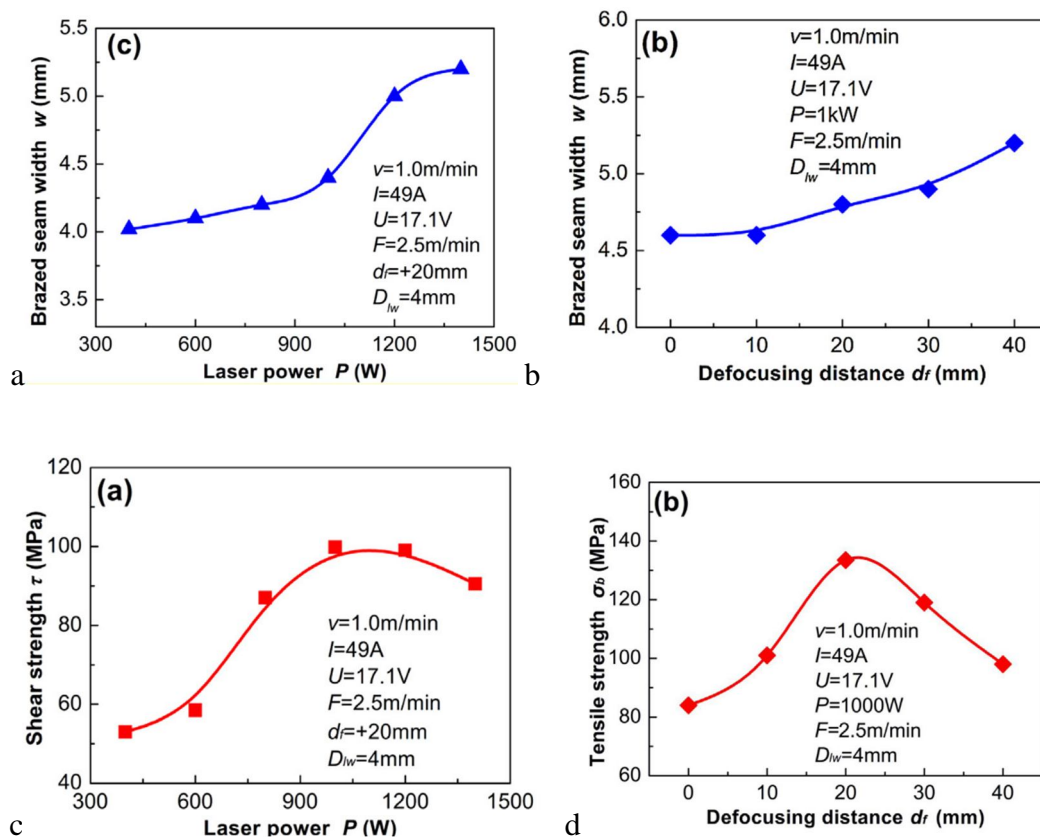 (c)
5.5
5.0
4.5
4.0
3.5
Brazed seam width w (mm)
v=1.0m/min
I=49A
U=17.1V
F=2.5m/min
df=+20mm
Dlw=4mm
300 600 900 1200 1500
Laser power P (W)
a
(b)
6.0
5.5
5.0
4.5
4.0
Brazed seam width w (mm)
v=1.0m/min
I=49A
U=17.1V
P=1kW
F=2.5m/min
Dlw=4mm
0 10 20 30 40
Defocusing distance df (mm)
b
(a)
120
100
80
60
40
Shear strength τ (MPa)
v=1.0m/min
I=49A
U=17.1V
F=2.5m/min
df=+20mm
Dlw=4mm
300 600 900 1200 1500
Laser power P (W)
c
(b)
160
140
120
100
80
60
Tensile strength σb (MPa)
v=1.0m/min
I=49A
U=17.1V
P=1000W
F=2.5m/min
Dlw=4mm
0 10 20 30 40
Defocusing distance df (mm)
d